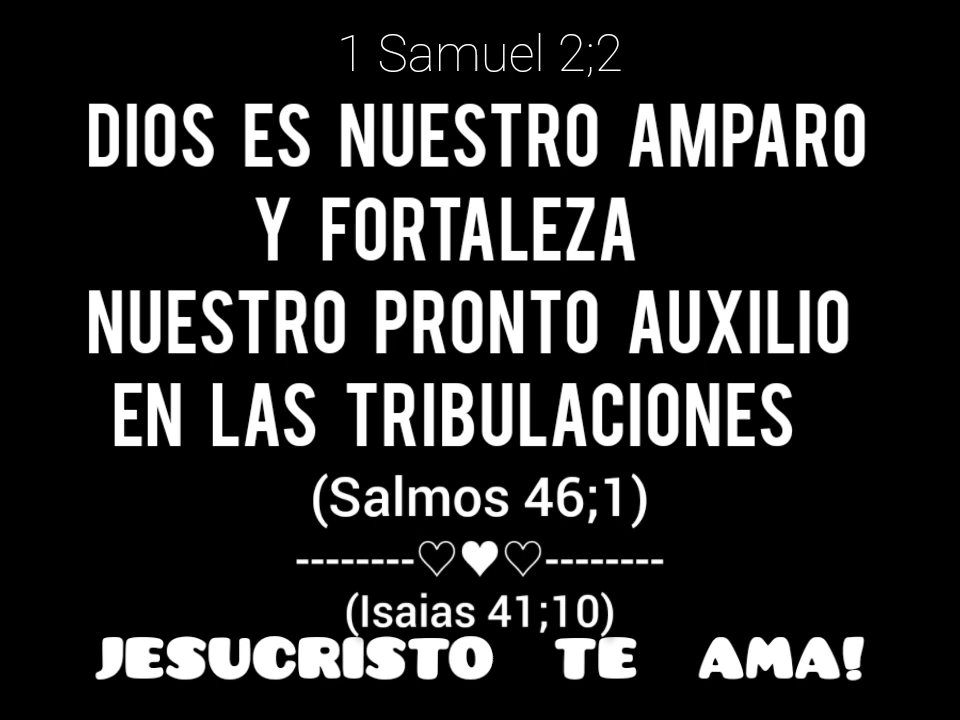 1 Samuel 2;2
DIOS ES NUESTRO AMPARO
Y FORTALEZA
NUESTRO PRONTO AUXILIO
EN LAS TRIBULACIONES
(Salmos 46;1)
--------♡♥♡--------
(Isaias 41;10)
JESUCRISTO TE AMA!